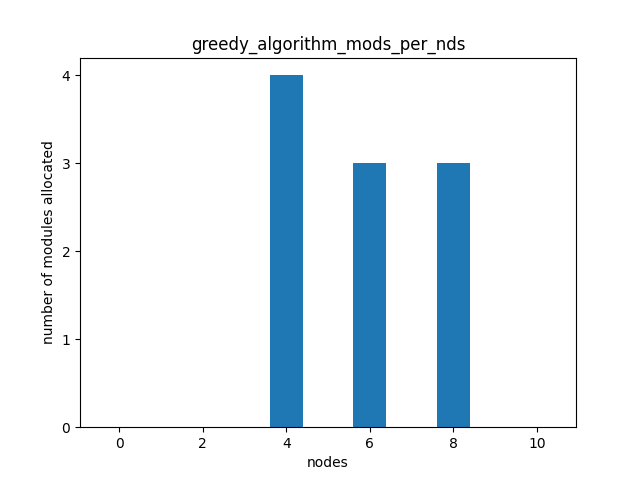 greedy_algorithm_mods_per_nds
number of modules allocated
4
3
2
1
0
0 2 4 6 8 10
nodes